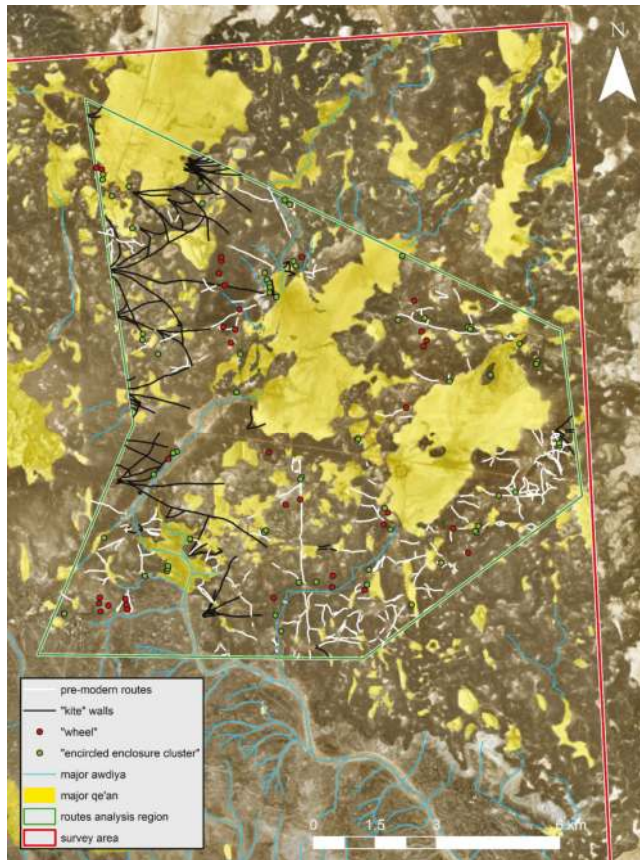 N
pre-modern routes
"kite" walls
"wheel"
"encircled enclosure cluster"
major awdiya
major qe'an
routes analysis region
survey area
0 1.5 3 6 km